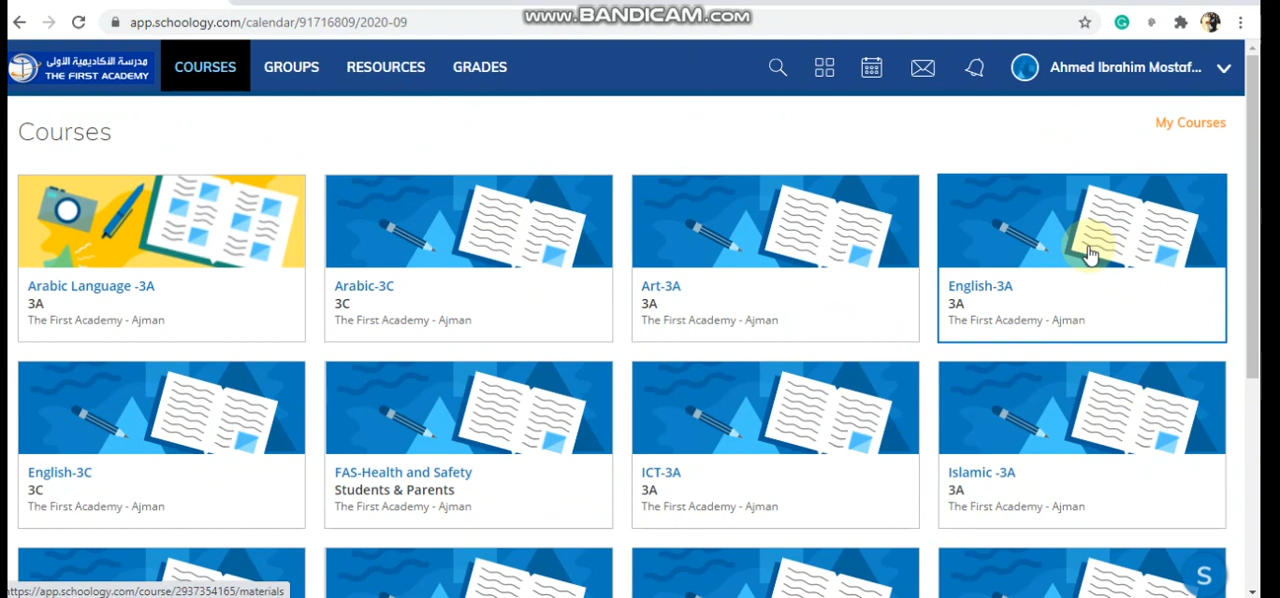 app.schoology.com/calendar/91716809/2020-09
www.BANDICAM.com
مدرسة الأكاديمية الأولى
THE FIRST ACADEMY
COURSES
GROUPS
RESOURCES
GRADES
Ahmed Ibrahim Mostaf...
Courses
My Courses
Arabic Language -3A
3A
The First Academy - Ajman
Arabic-3C
3C
The First Academy - Ajman
Art-3A
3A
The First Academy - Ajman
English-3A
3A
The First Academy - Ajman
English-3C
3C
The First Academy - Ajman
FAS-Health and Safety
Students & Parents
The First Academy - Ajman
ICT-3A
3A
The First Academy - Ajman
Islamic -3A
3A
The First Academy - Ajman
https://app.schoology.com/course/2937354165/materials
S